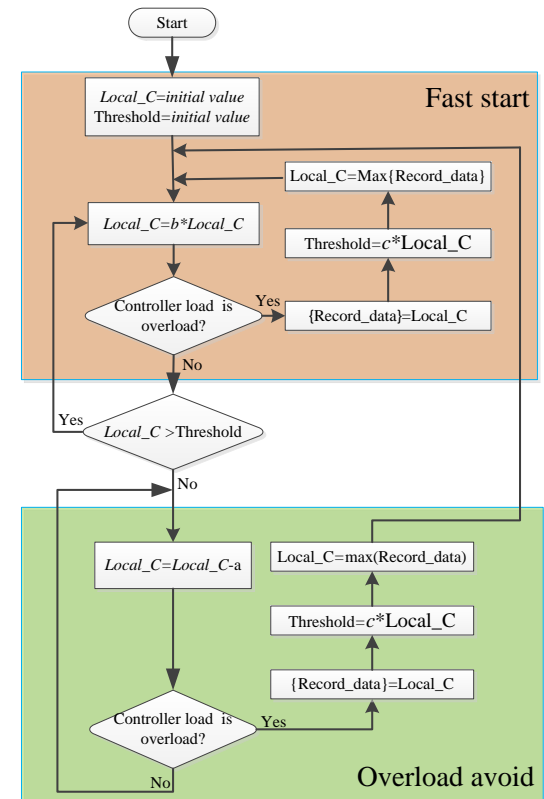 Start
Local_C=initial value
Threshold=initial value
Fast start
Local_C=Max{Record_data}
Local_C=b*Local_C
Threshold=c*Local_C
Controller load is
overload?
Yes
{Record_data}=Local_C
No
Yes
Local_C >Threshold
No
Local_C=Local_C-a
Local_C=max(Record_data)
Threshold=c*Local_C
{Record_data}=Local_C
Controller load is
overload?
Yes
No
Overload avoid